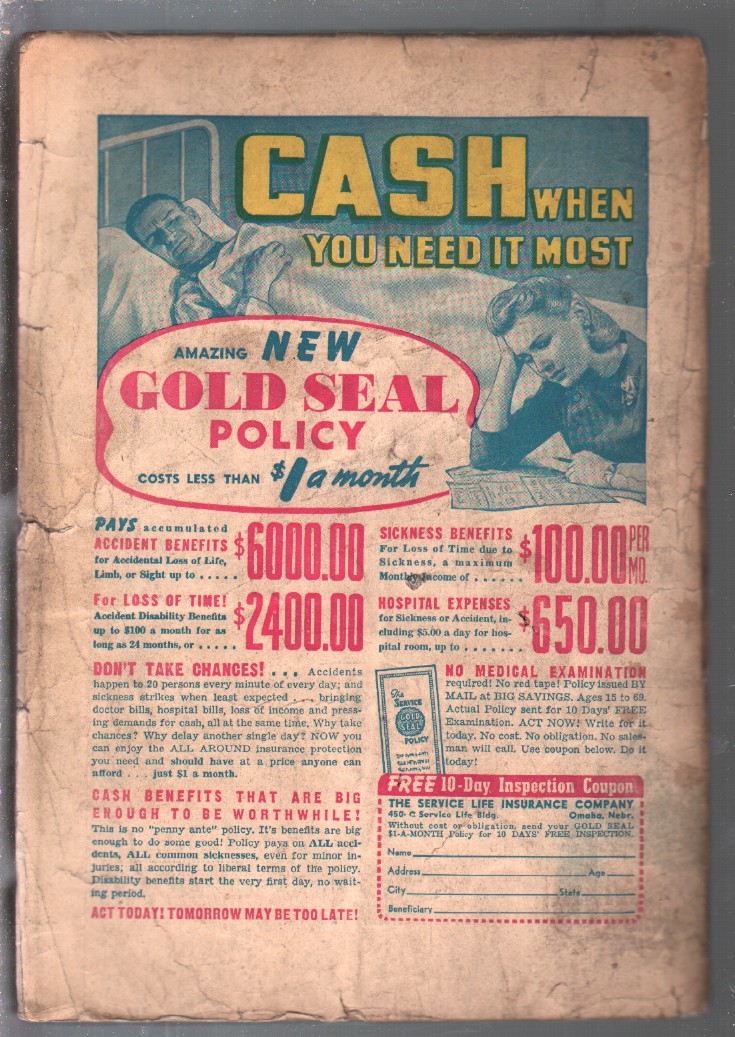 CASH WHEN
YOU NEED IT MOST
AMAZING NEW
GOLD SEAL
POLICY
COSTS LESS THAN $1 a month
PAYS accumulated
ACCIDENT BENEFITS
for Accidental Loss of Life,
Limb, or Sight up to . . . . .
$6000.00
For LOSS OF TIME!
Accident Disability Benefits
up to $100 a month for as
long as 24 months, or . . . . .
$2400.00
SICKNESS BENEFITS
For Loss of Time due to
Sickness, a maximum
Monthly Income of . . . . . .
$100.00 PER MO.
HOSPITAL EXPENSES
for Sickness or Accident, in-
cluding $5.00 a day for hos-
pital room, up to . . . . . . .
$650.00
DON'T TAKE CHANCES! . . . Accidents
happen to 20 persons every minute of every day; and
sickness strikes when least expected . . . bringing
doctor bills, hospital bills, loss of income and press-
ing demands for cash, all at the same time. Why take
chances? Why delay another single day? NOW you
can enjoy the ALL AROUND insurance protection
you need and should have at a price anyone can
afford . . . just $1 a month.
CASH BENEFITS THAT ARE BIG
ENOUGH TO BE WORTHWHILE!
This is no "penny ante" policy. It's benefits are big
enough to do some good! Policy pays on ALL acci-
dents, ALL common sicknesses, even for minor in-
juries; all according to liberal terms of the policy.
Disability benefits start the very first day, no wait-
ing period.
ACT TODAY! TOMORROW MAY BE TOO LATE!
The
SERVICE
GOLD
SEAL
POLICY
NO MEDICAL EXAMINATION
required! No red tape! Policy issued BY
MAIL at BIG SAVINGS. Ages 15 to 69.
Actual Policy sent for 10 Days' FREE
Examination. ACT NOW! Write for it
today. No cost. No obligation. No sales-
man will call. Use coupon below. Do it
today!
FREE 10-Day Inspection Coupon
THE SERVICE LIFE INSURANCE COMPANY
450-C Service Life Bldg. Omaha, Nebr.
Without cost or obligation, send your GOLD SEAL
$1-A-MONTH Policy for 10 DAYS' FREE INSPECTION.
Name
Address Age
City State
Beneficiary